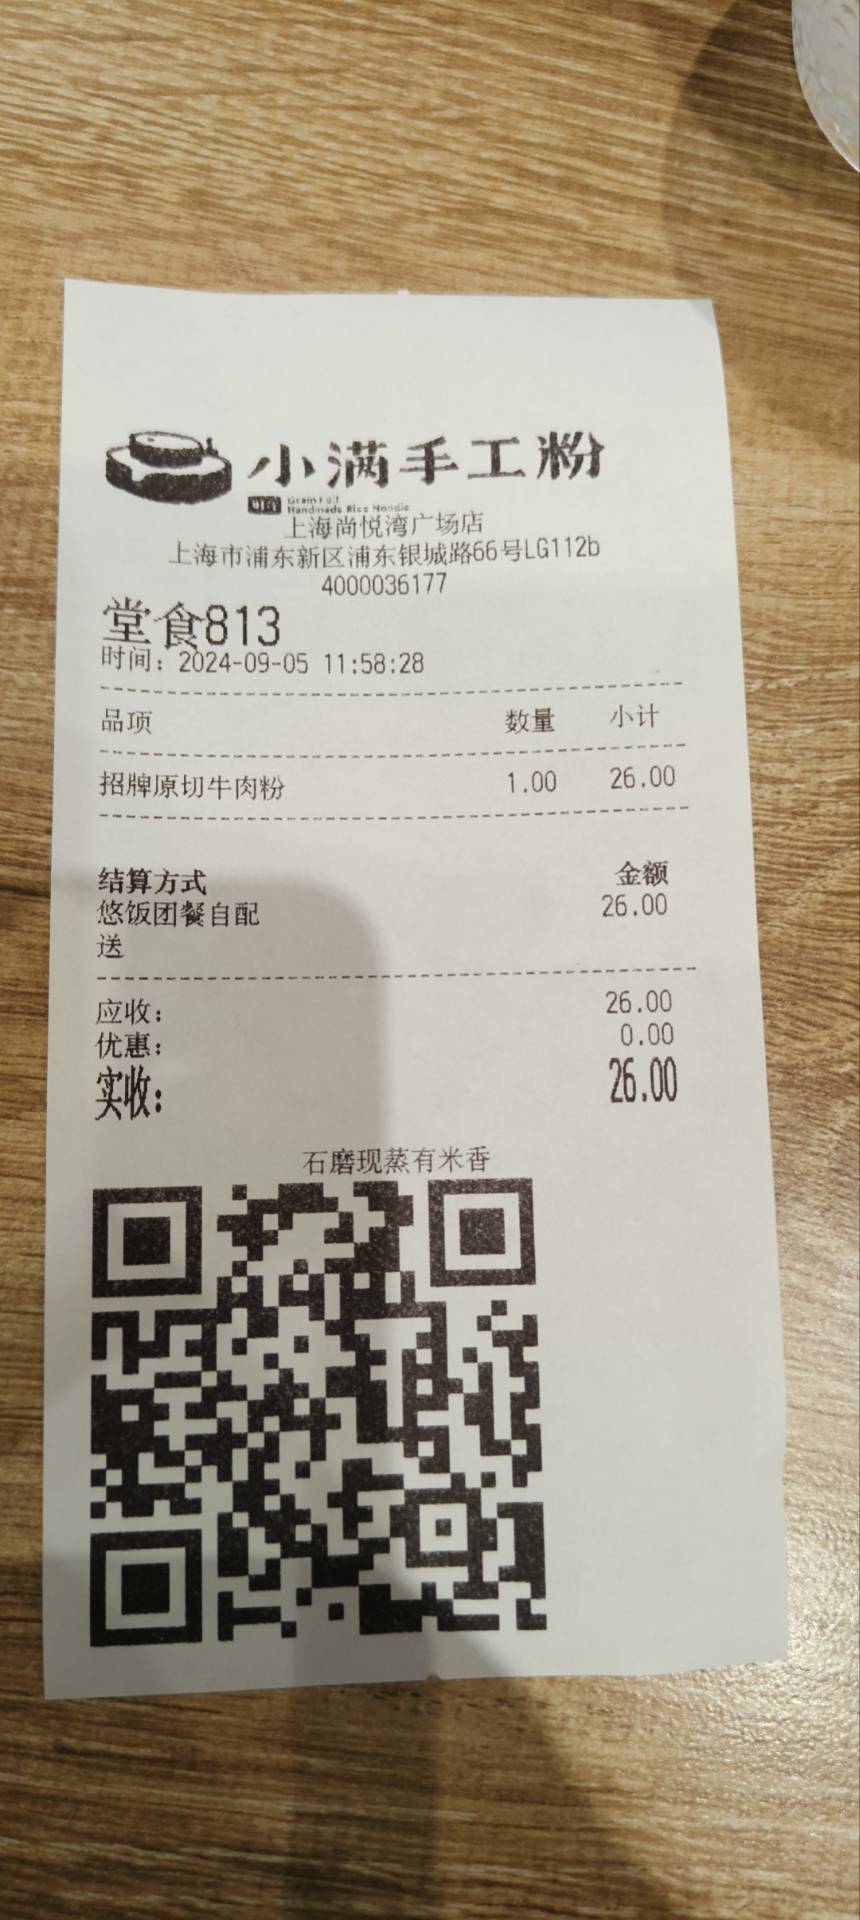 小满手工粉
Grain Full
Handmade Rice Noodle
上海尚悦湾广场店
上海市浦东新区浦东银城路66号LG112b
4000036177
堂食813
时间：2024-09-05 11:58:28
品项 数量 小计
招牌原切牛肉粉 1.00 26.00
结算方式 金额
悠饭团餐自配 26.00
送
应收： 26.00
优惠： 0.00
实收： 26.00
石磨现蒸有米香